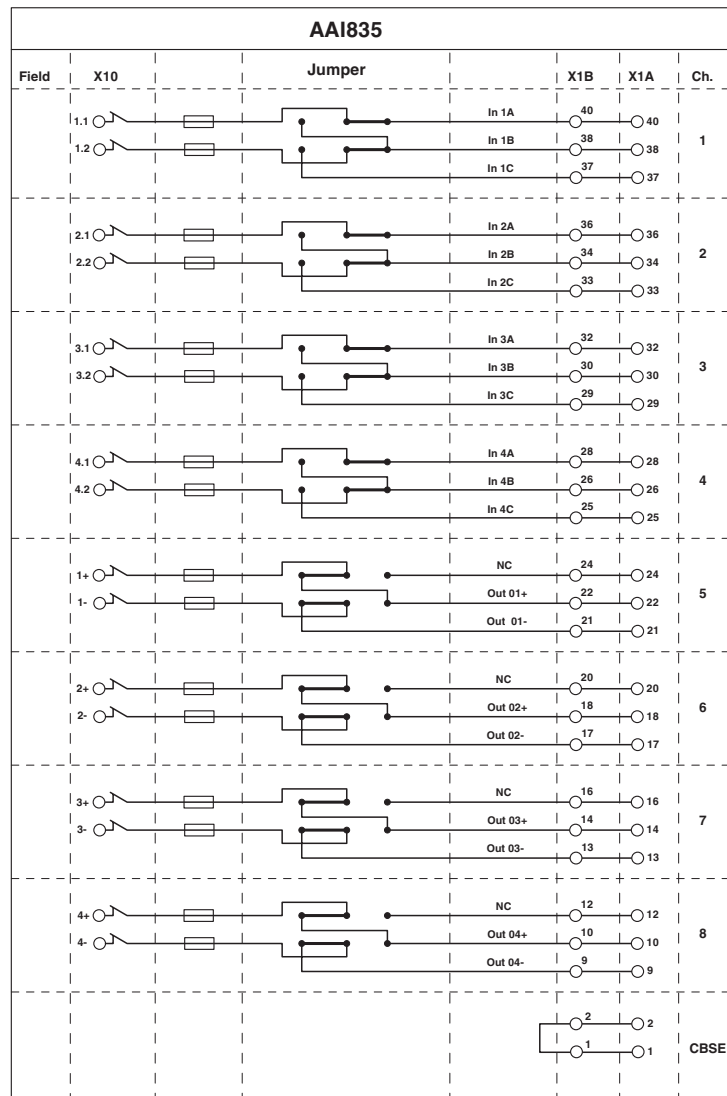 AAI835
Field X10 Jumper X1B X1A Ch.
1.1 In 1A 40 40
1.2 In 1B 38 38 1
In 1C 37 37
2.1 In 2A 36 36
2.2 In 2B 34 34 2
In 2C 33 33
3.1 In 3A 32 32
3.2 In 3B 30 30 3
In 3C 29 29
4.1 In 4A 28 28
4.2 In 4B 26 26 4
In 4C 25 25
1+ NC 24 24
1- Out 01+ 22 22 5
Out 01- 21 21
2+ NC 20 20
2- Out 02+ 18 18 6
Out 02- 17 17
3+ NC 16 16
3- Out 03+ 14 14 7
Out 03- 13 13
4+ NC 12 12
4- Out 04+ 10 10 8
Out 04- 9 9
2 2
1 1 CBSE